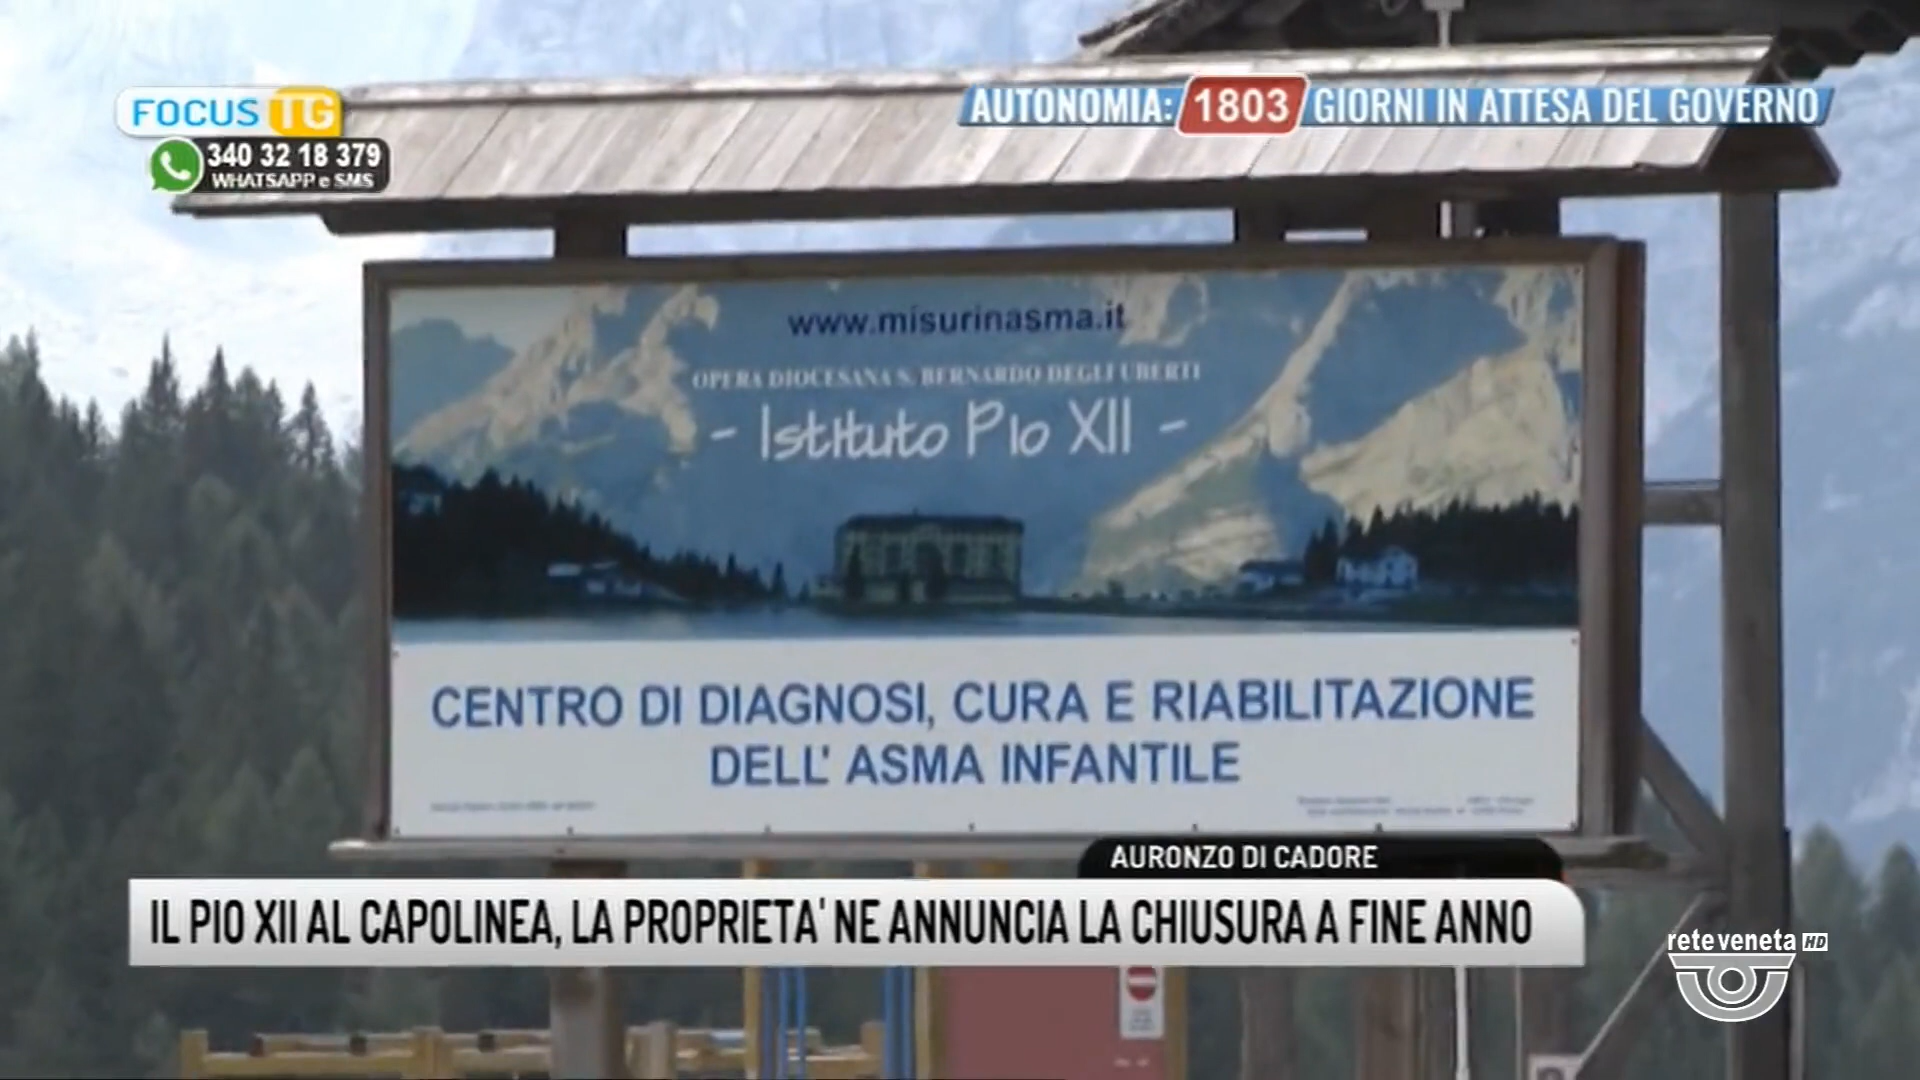 FOCUS TG
340 32 18 379
WHATSAPP e SMS
AUTONOMIA: 1803 GIORNI IN ATTESA DEL GOVERNO
www.misurinasma.it
OPERA DIOCESANA S. BERNARDO DEGLI UBERTI
- Istituto Pio XII -
CENTRO DI DIAGNOSI, CURA E RIABILITAZIONE
DELL' ASMA INFANTILE
AURONZO DI CADORE
IL PIO XII AL CAPOLINEA, LA PROPRIETA' NE ANNUNCIA LA CHIUSURA A FINE ANNO
reteveneta HD